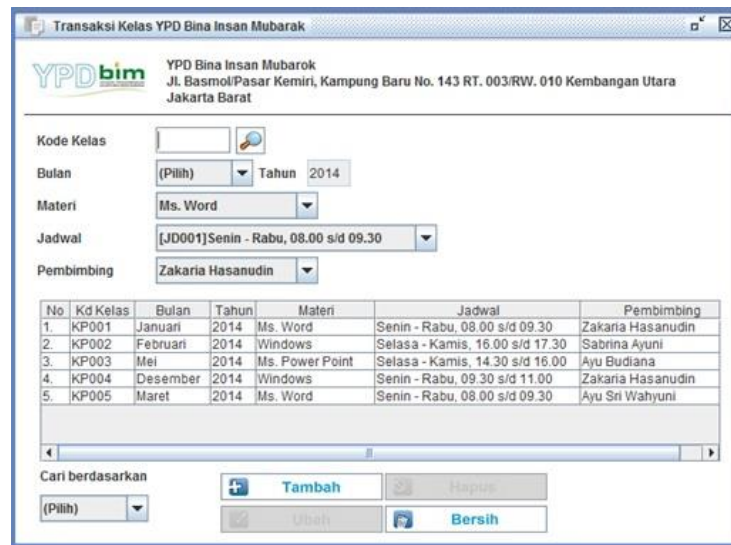 Transaksi Kelas YPD Bina Insan Mubarak
YPD bim
YPD Bina Insan Mubarok
Jl. Basmol/Pasar Kemiri, Kampung Baru No. 143 RT. 003/RW. 010 Kembangan Utara
Jakarta Barat
Kode Kelas
Bulan (Pilih) Tahun 2014
Materi Ms. Word
Jadwal [JD001]Senin - Rabu, 08.00 s/d 09.30
Pembimbing Zakaria Hasanudin
No Kd Kelas Bulan Tahun Materi Jadwal Pembimbing
1. KP001 Januari 2014 Ms. Word Senin - Rabu, 08.00 s/d 09.30 Zakaria Hasanudin
2. KP002 Februari 2014 Windows Selasa - Kamis, 16.00 s/d 17.30 Sabrina Ayuni
3. KP003 Mei 2014 Ms. Power Point Selasa - Kamis, 14.30 s/d 16.00 Ayu Budiana
4. KP004 Desember 2014 Windows Senin - Rabu, 09.30 s/d 11.00 Zakaria Hasanudin
5. KP005 Maret 2014 Ms. Word Senin - Rabu, 08.00 s/d 09.30 Ayu Sri Wahyuni
Cari berdasarkan
(Pilih)
Tambah Hapus
Ubah Bersih